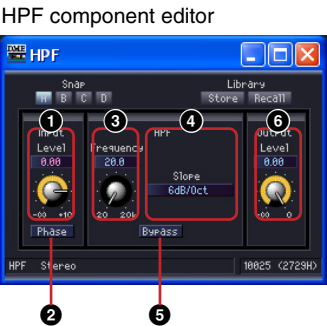 HPF component editor
DME HPF
Snap Library
A B C D Store Recall
1 3 4 6
Input HPF Output
Level Frequency Level
0.00 20.0 0.00
Slope
6dB/Oct
-∞ +10 20 20k -∞ 0
Phase Bypass
HPF Stereo 10025 (2729H)
2 5